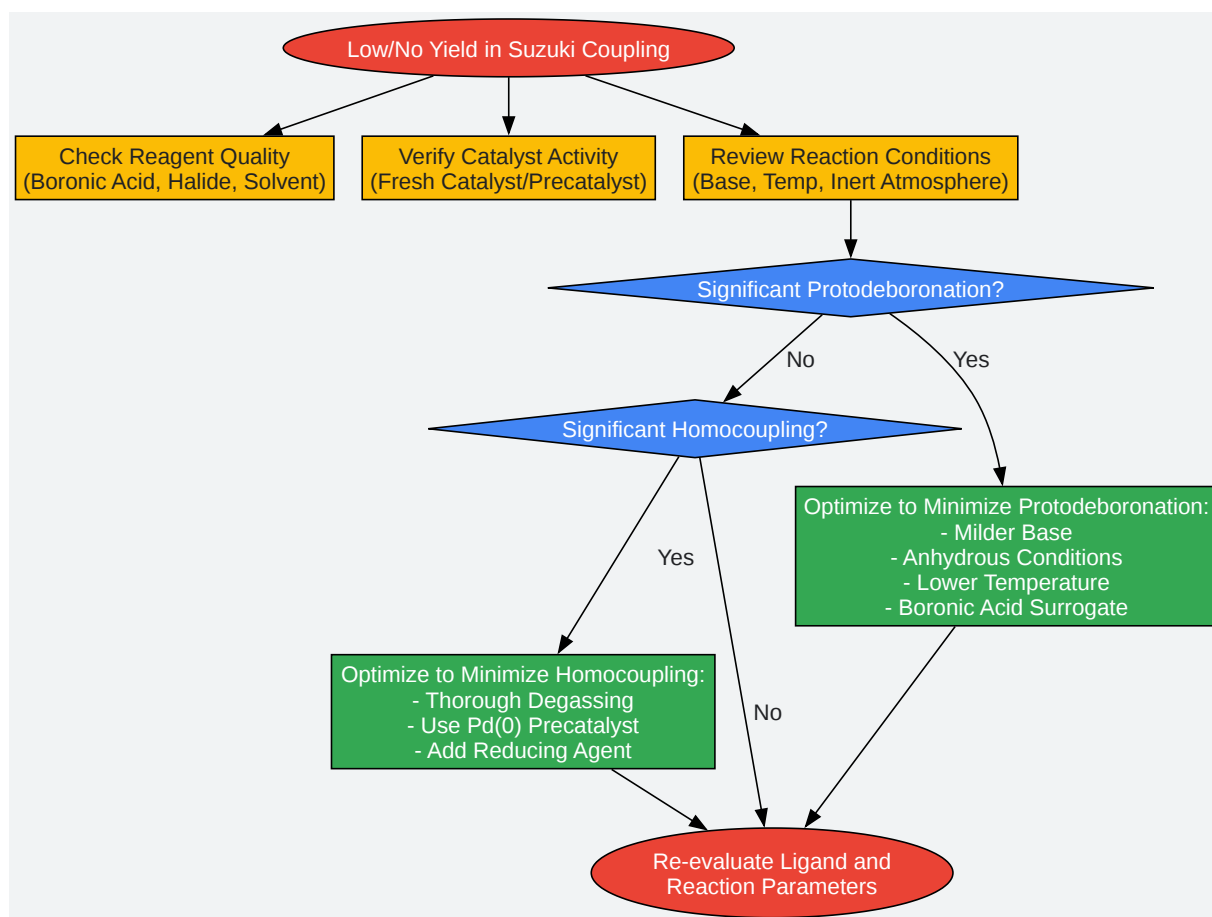 Low/No Yield in Suzuki Coupling
Check Reagent Quality
(Boronic Acid, Halide, Solvent)
Verify Catalyst Activity
(Fresh Catalyst/Precatalyst)
Review Reaction Conditions
(Base, Temp, Inert Atmosphere)
Significant Protodeboronation?
No
Yes
Significant Homocoupling?
Optimize to Minimize Protodeboronation:
- Milder Base
- Anhydrous Conditions
- Lower Temperature
- Boronic Acid Surrogate
Yes
Optimize to Minimize Homocoupling:
- Thorough Degassing
- Use Pd(0) Precatalyst
- Add Reducing Agent
No
Re-evaluate Ligand and
Reaction Parameters